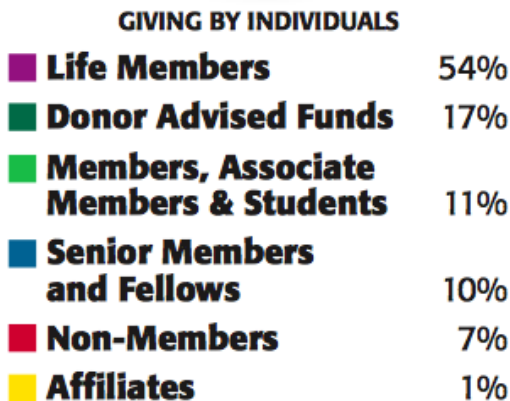 GIVING BY INDIVIDUALS
Life Members 54%
Donor Advised Funds 17%
Members, Associate
Members & Students 11%
Senior Members
and Fellows 10%
Non-Members 7%
Affiliates 1%